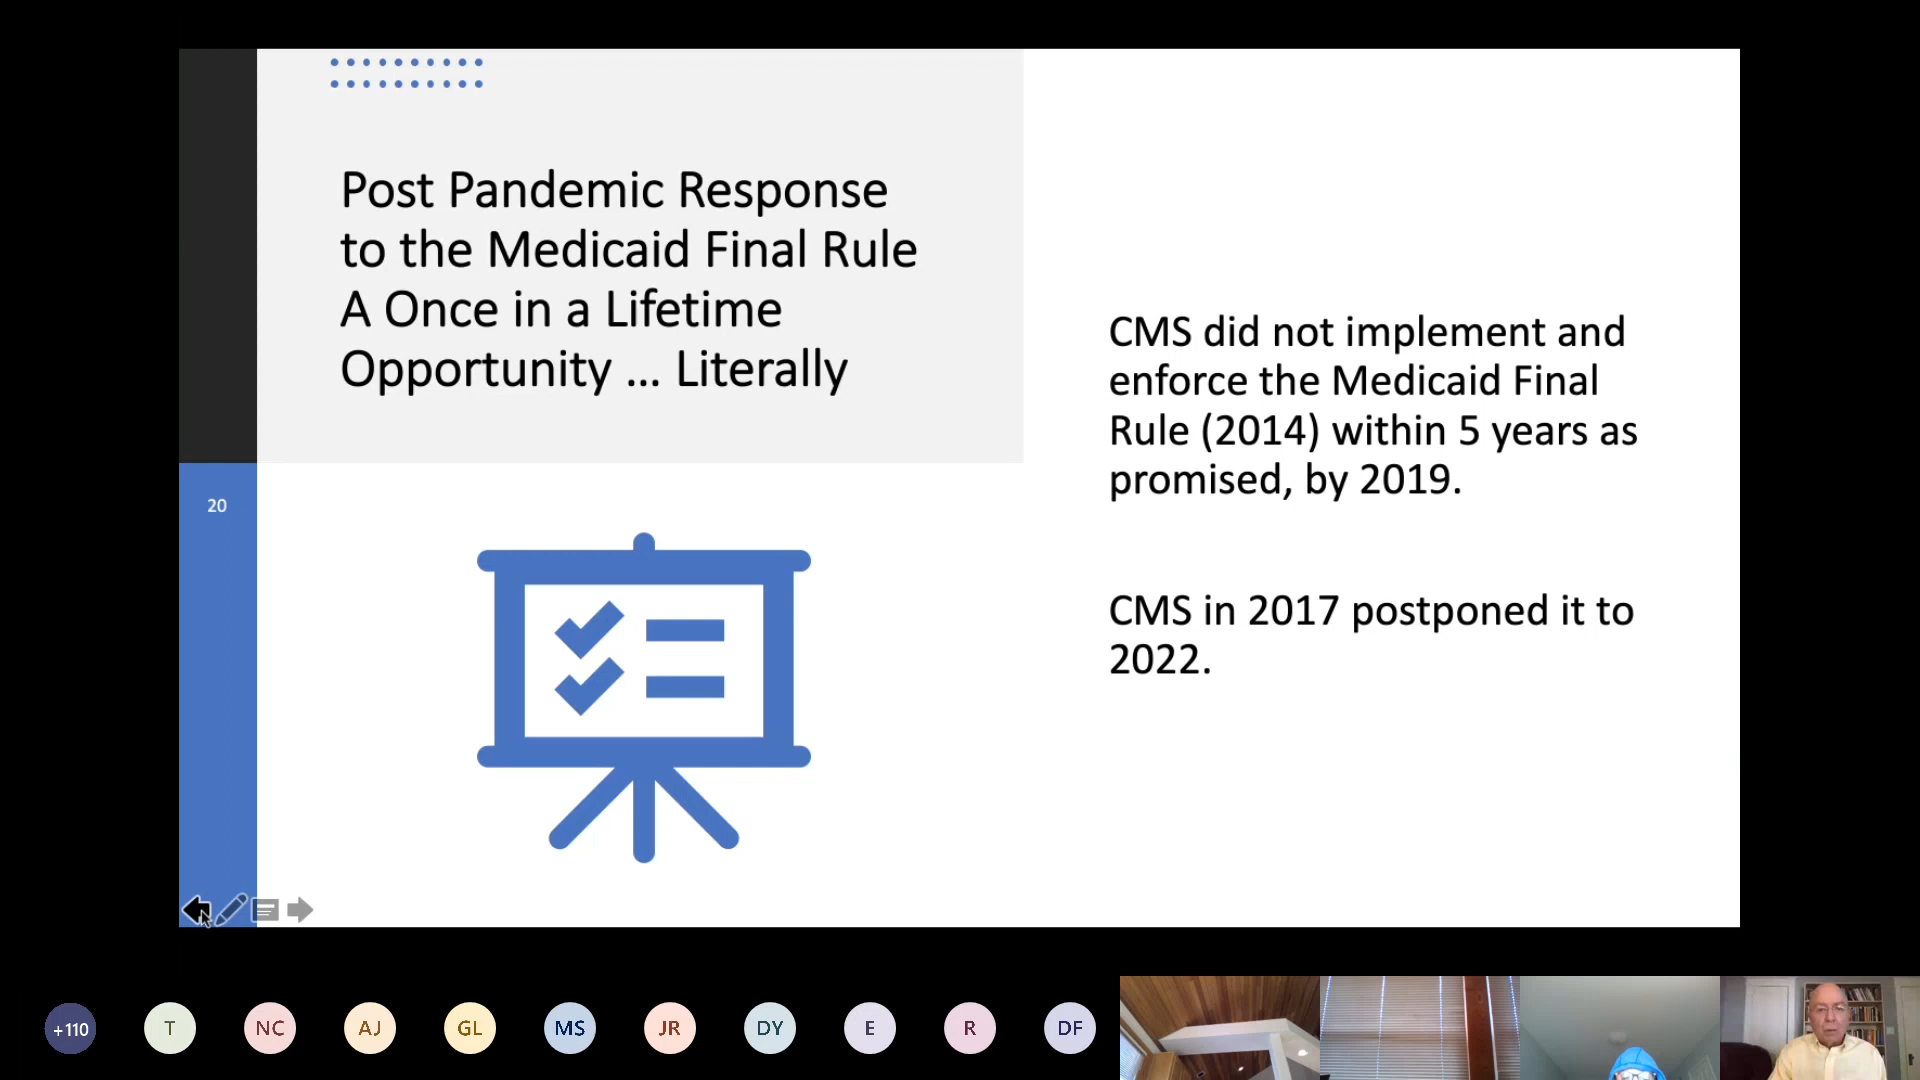 Post Pandemic Response
to the Medicaid Final Rule
A Once in a Lifetime
Opportunity ... Literally
CMS did not implement and
enforce the Medicaid Final
Rule (2014) within 5 years as
promised, by 2019.
CMS in 2017 postponed it to
2022.
20
+110
T
NC
AJ
GL
MS
JR
DY
E
R
DF